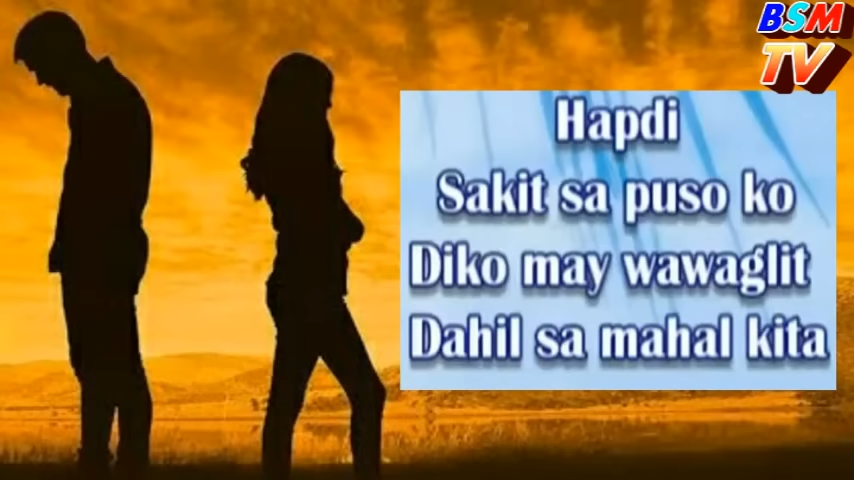 BSM
TV
Hapdi
Sakit sa puso ko
Diko may wawaglit
Dahil sa mahal kita